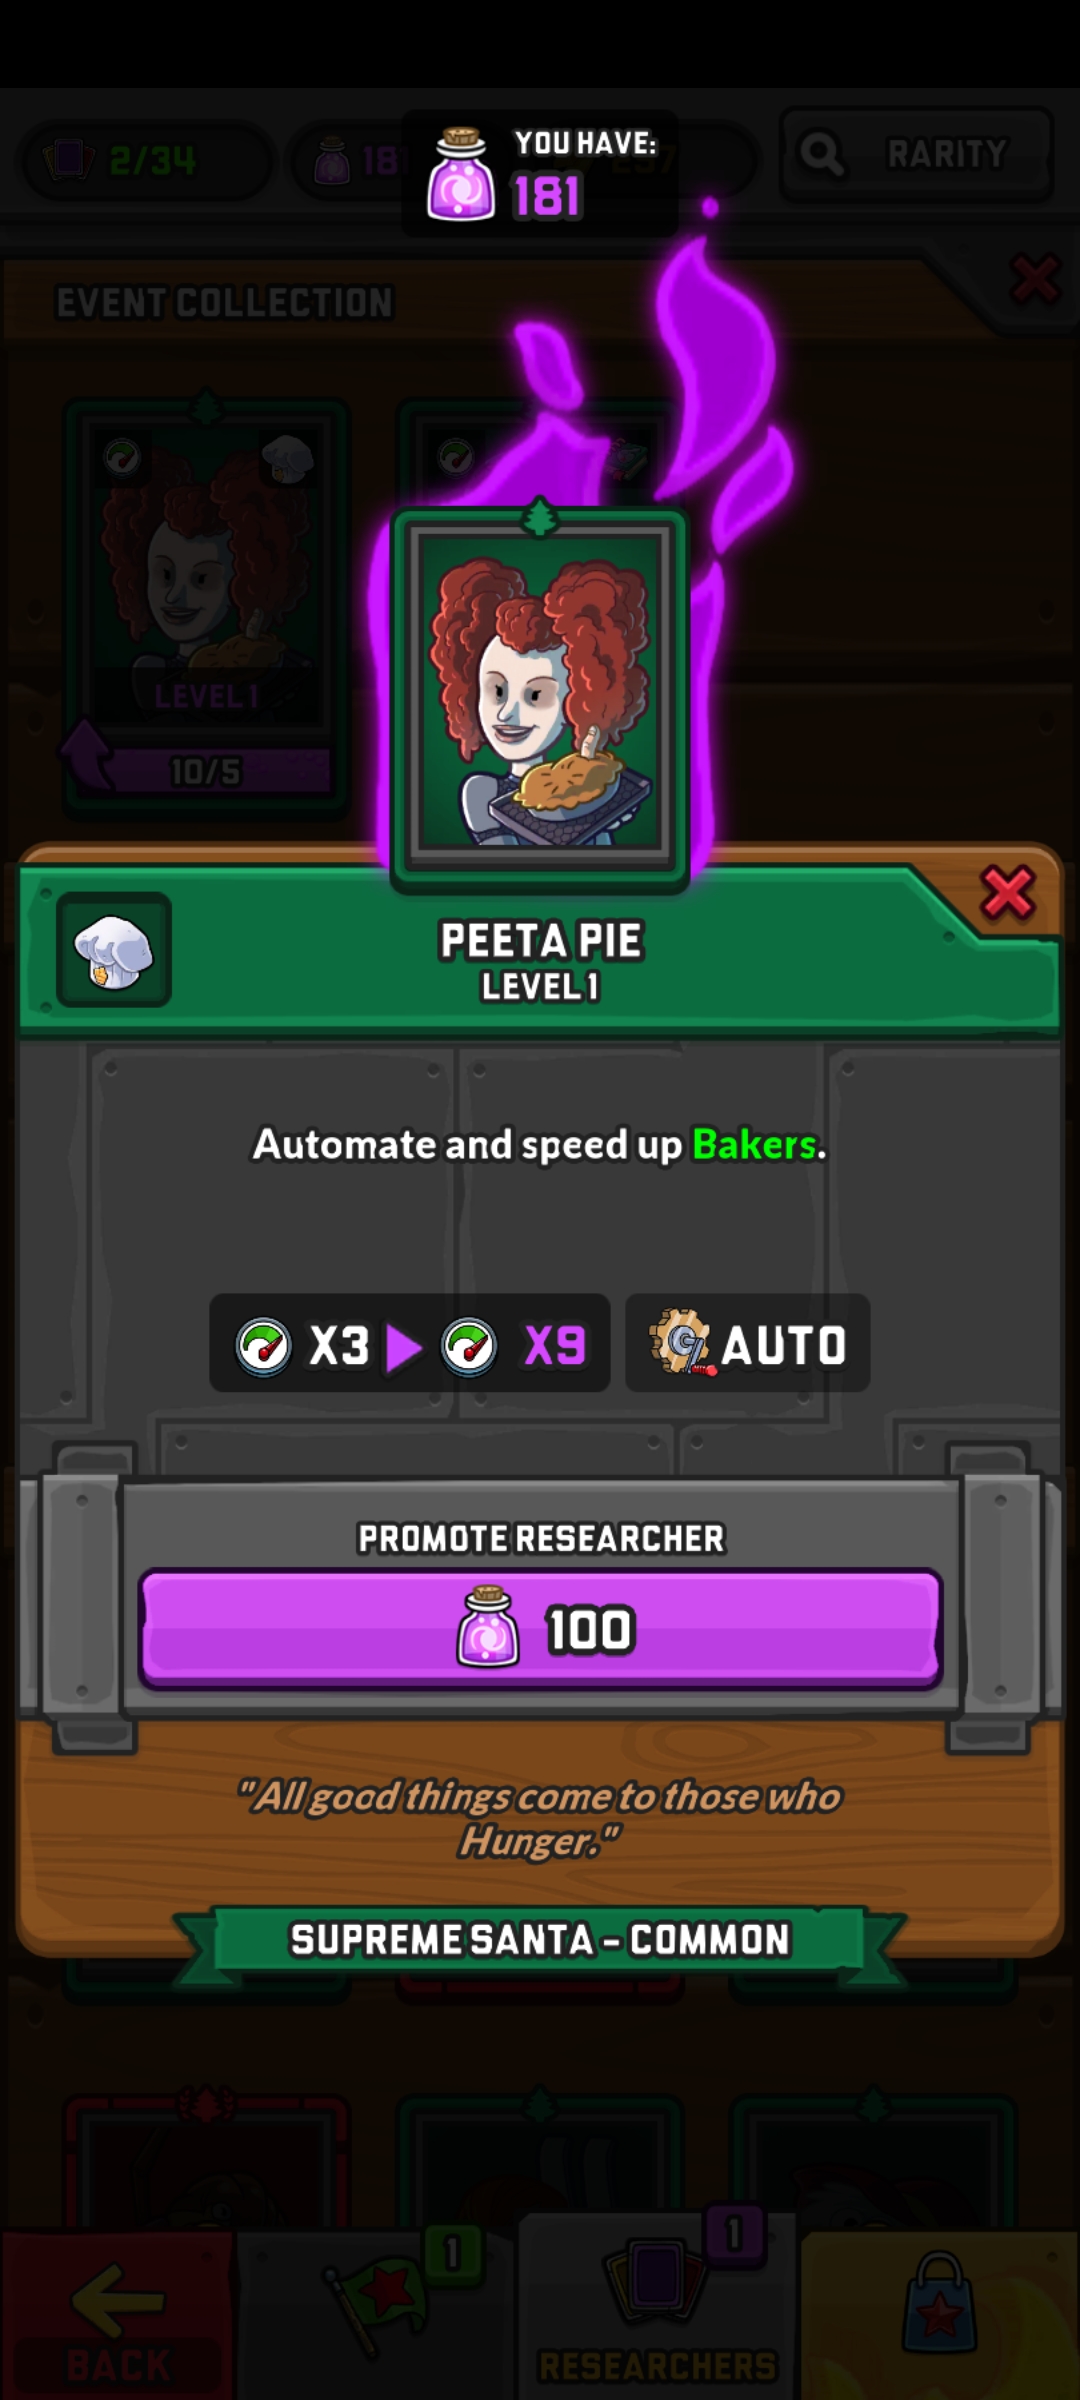 2/34
181
YOU HAVE:
181
RARITY
EVENT COLLECTION
LEVEL 1
10/5
PEETA PIE
LEVEL 1
Automate and speed up Bakers.
X3
X9
AUTO
PROMOTE RESEARCHER
100
"All good things come to those who
Hunger."
SUPREME SANTA - COMMON
1
1
BACK
RESEARCHERS